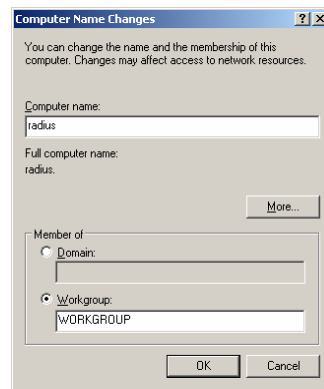 Computer Name Changes
You can change the name and the membership of this
computer. Changes may affect access to network resources.
Computer name:
radius
Full computer name:
radius.
More...
Member of
Domain:
Workgroup:
WORKGROUP
OK Cancel